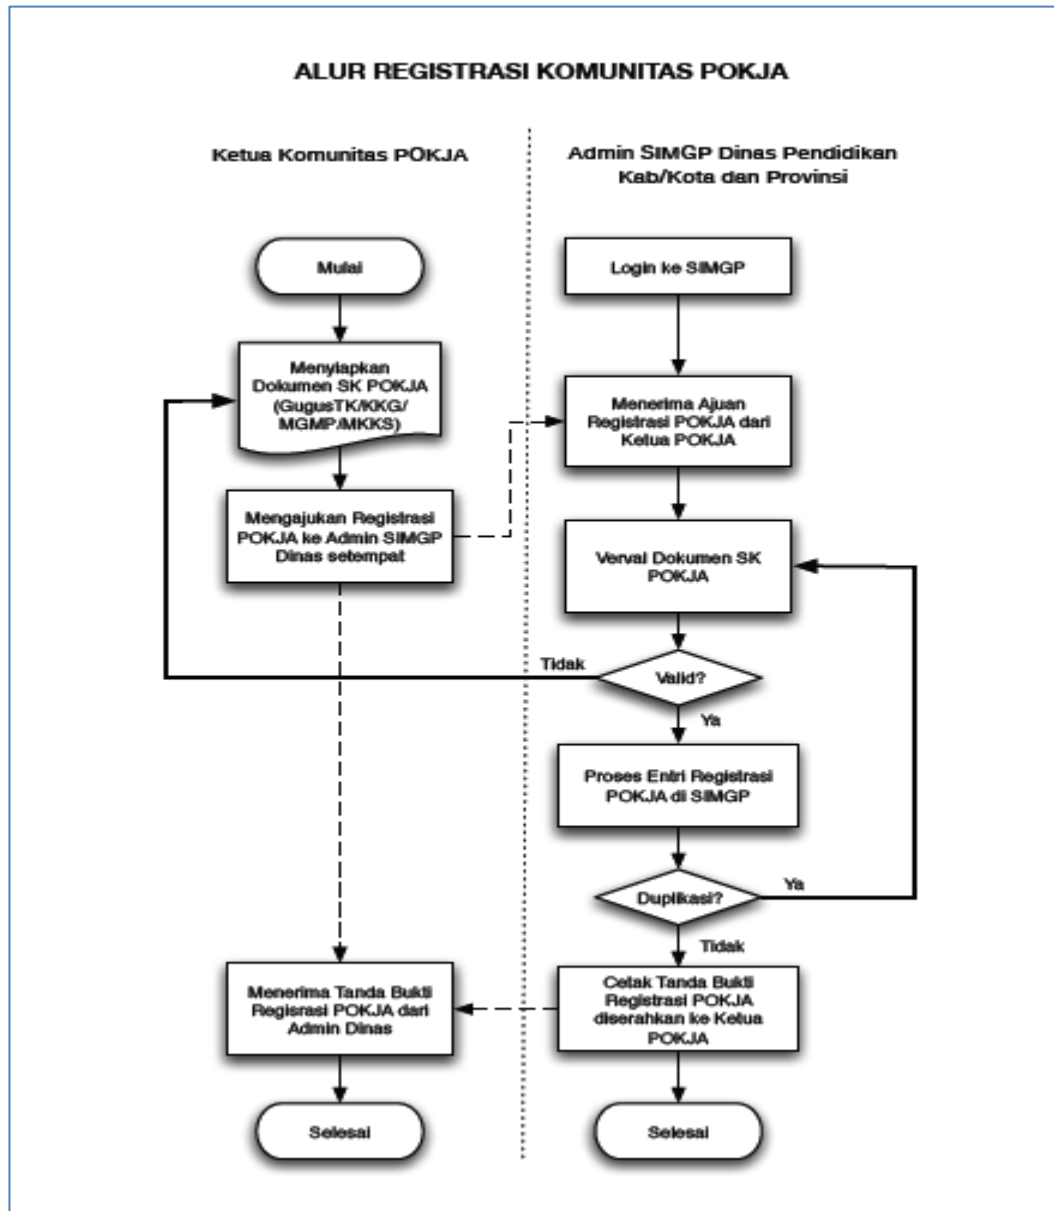 ALUR REGISTRASI KOMUNITAS POKJA
Ketua Komunitas POKJA
Admin SIMGP Dinas Pendidikan
Kab/Kota dan Provinsi
Mulai
Login ke SIMGP
Menyiapkan
Dokumen SK POKJA
(GugusTK/KKG/
MGMP/MKKS)
Menerima Ajuan
Registrasi POKJA dari
Ketua POKJA
Mengajukan Registrasi
POKJA ke Admin SIMGP
Dinas setempat
Verval Dokumen SK
POKJA
Tidak
Valid?
Ya
Proses Entri Registrasi
POKJA di SIMGP
Duplikasi?
Ya
Tidak
Menerima Tanda Bukti
Regisrasi POKJA dari
Admin Dinas
Cetak Tanda Bukti
Registrasi POKJA
diserahkan ke Ketua
POKJA
Selesai
Selesai